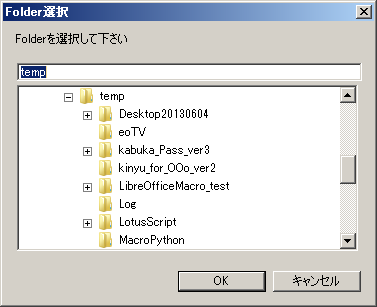 Folder選択
Folderを選択して下さい
temp
temp
Desktop20130604
eoTV
kabuka_Pass_ver3
kinyu_for_OOo_ver2
LibreOfficeMacro_test
Log
LotusScript
MacroPython
OK
キャンセル